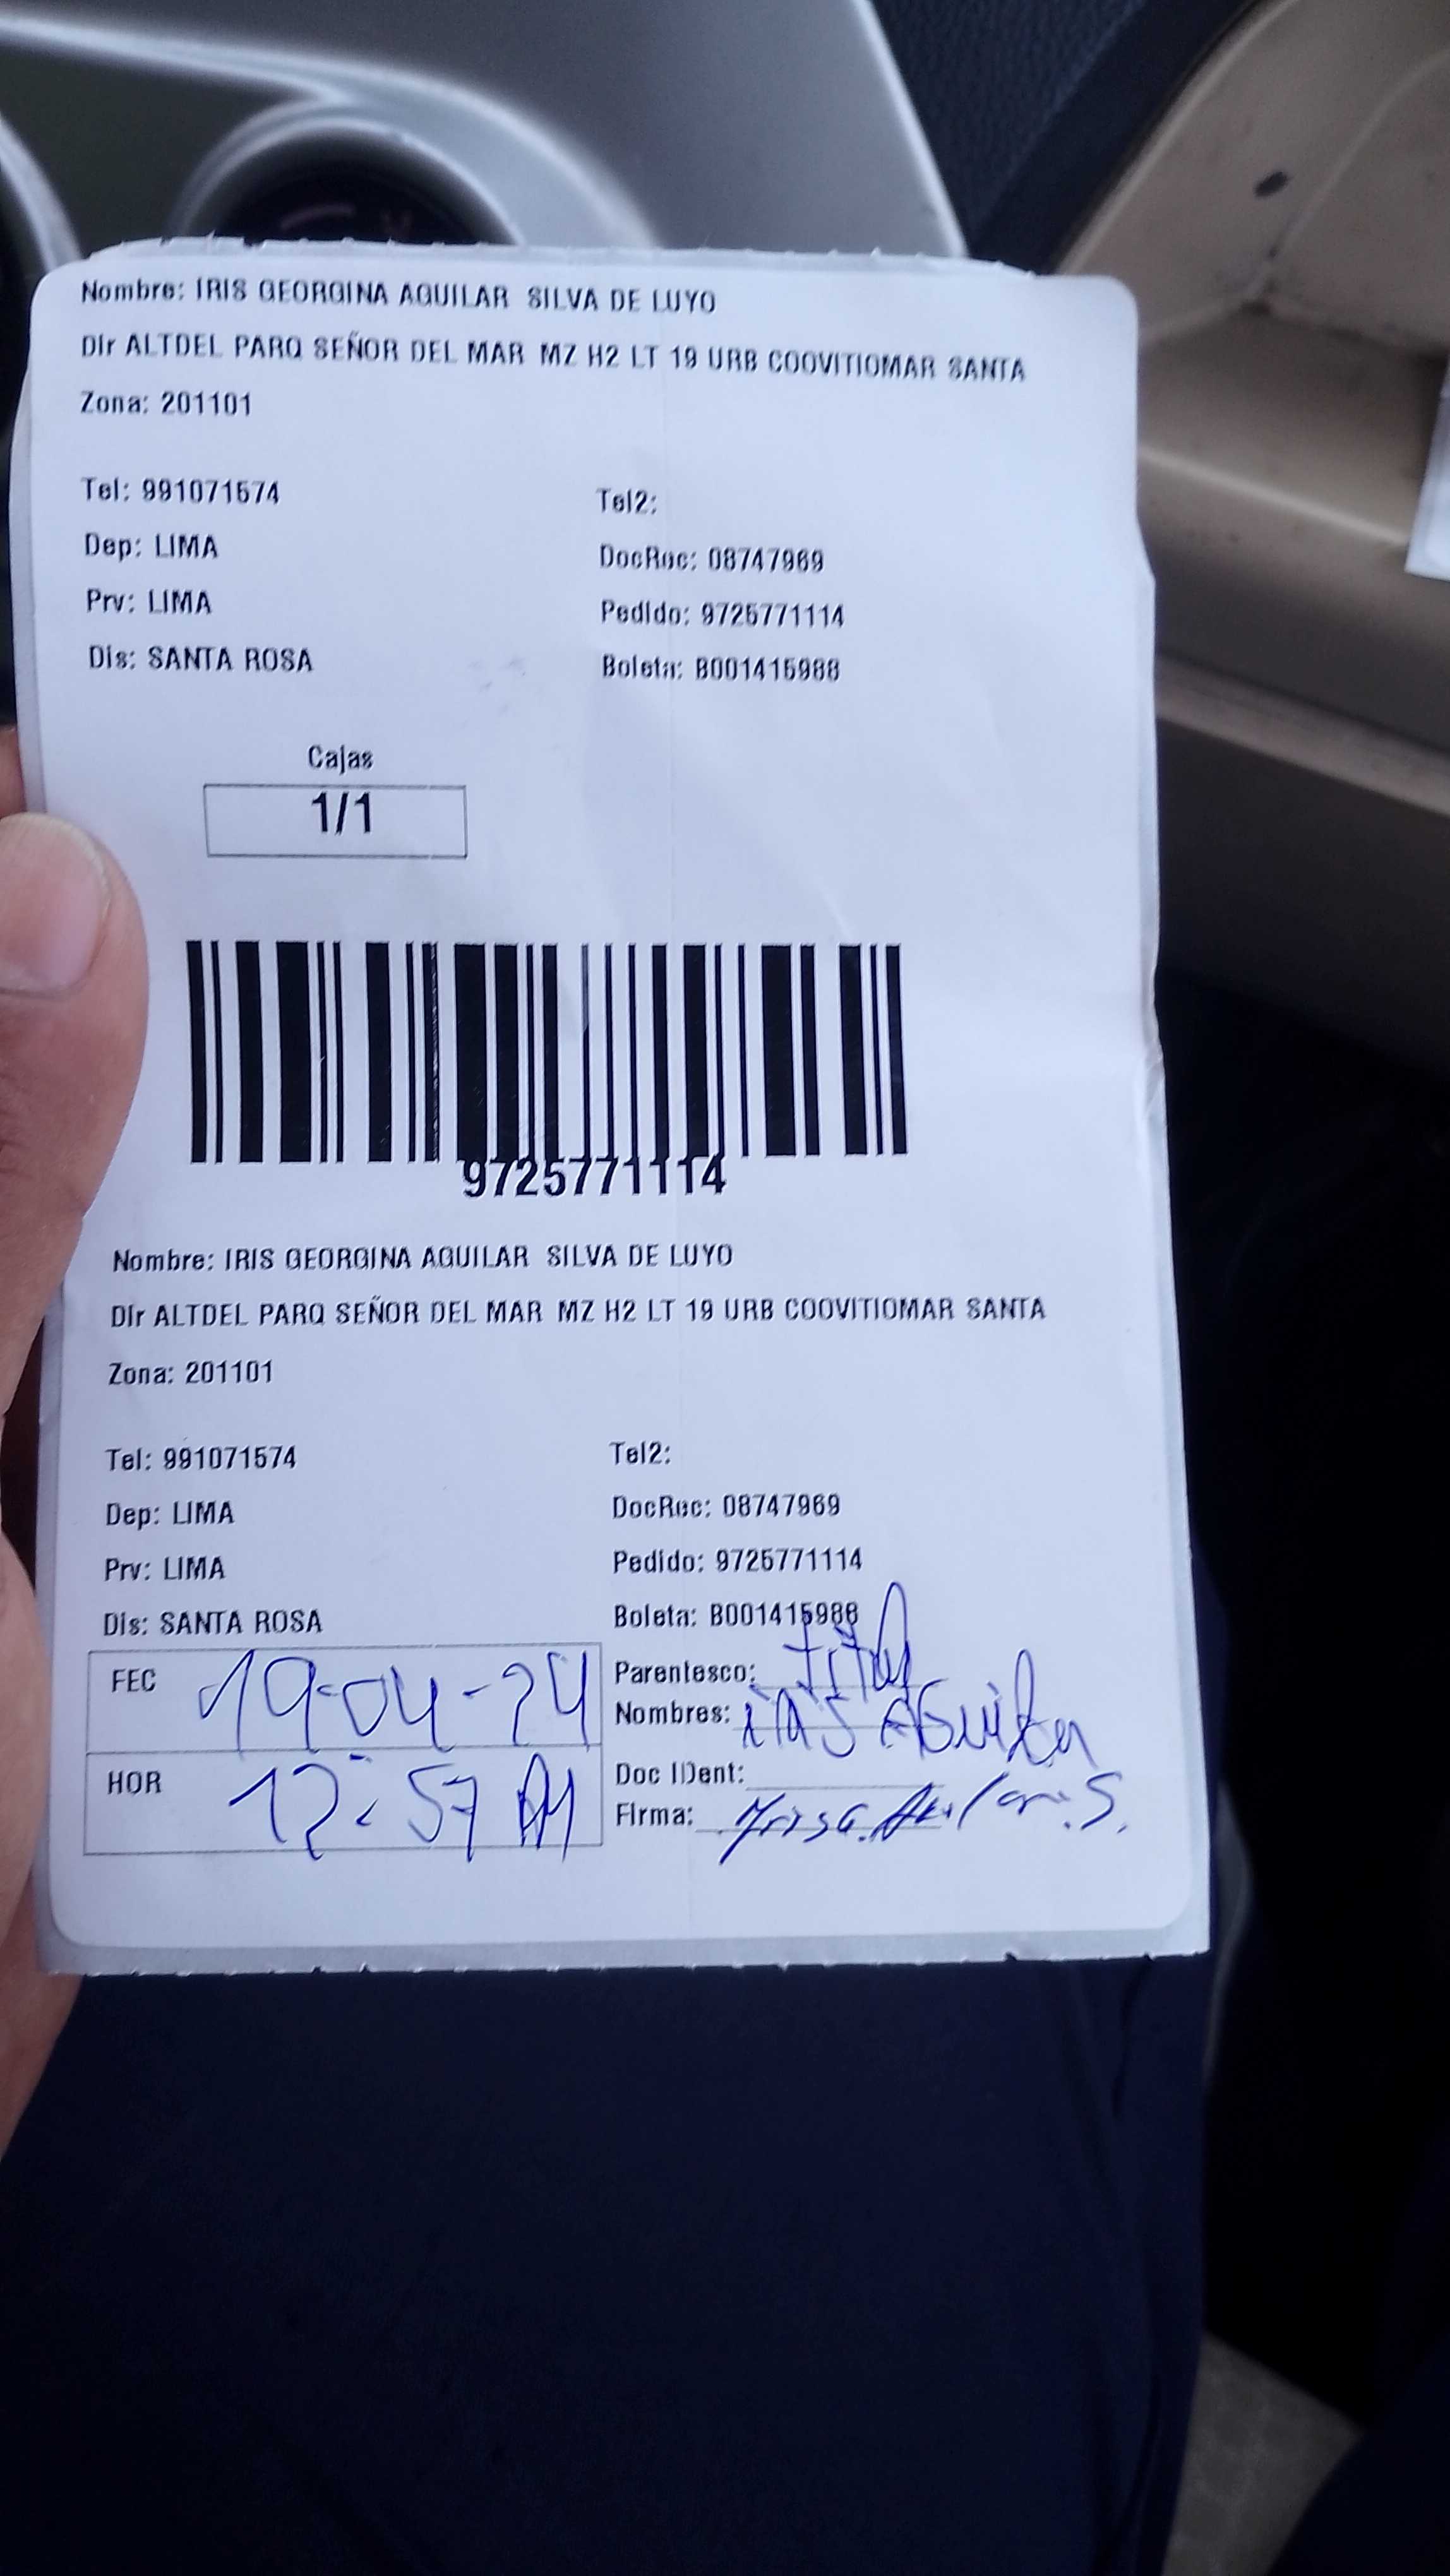 Nombre: IRIS GEORGINA AGUILAR SILVA DE LUYO
Dir ALTDEL PARQ SEÑOR DEL MAR MZ H2 LT 19 URB COOVITIOMAR SANTA
Zona: 201101
Tel: 991071574 Tel2:
Dep: LIMA DocRec: 08747969
Prv: LIMA Pedido: 9725771114
Dis: SANTA ROSA Boleta: B001415988
Cajas
1/1
9725771114
Nombre: IRIS GEORGINA AGUILAR SILVA DE LUYO
Dir ALTDEL PARQ SEÑOR DEL MAR MZ H2 LT 19 URB COOVITIOMAR SANTA
Zona: 201101
Tel: 991071574 Tel2:
Dep: LIMA DocRec: 08747969
Prv: LIMA Pedido: 9725771114
Dis: SANTA ROSA Boleta: B001415988
FEC 19-04-24 Parentesco:
Nombres: iris Aguilar
HOR 12:57 Doc IDent:
Firma: